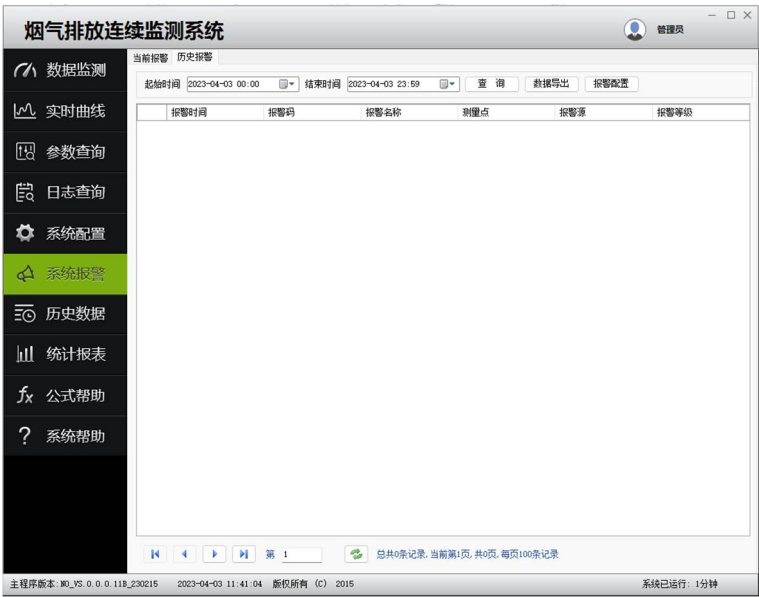 烟气排放连续监测系统
管理员
数据监测
实时曲线
参数查询
日志查询
系统配置
系统报警
历史数据
统计报表
fx 公式帮助
? 系统帮助
当前报警 历史报警
起始时间 2023-04-03 00:00 结束时间 2023-04-03 23:59 查 询 数据导出 报警配置
报警时间 报警码 报警名称 测量点 报警源 报警等级
第 1 总共0条记录,当前第1页,共0页,每页100条记录
主程序版本:NO_VS.0.0.0.11B_230215 2023-04-03 11:41:04 版权所有 (C) 2015 系统已运行: 1分钟